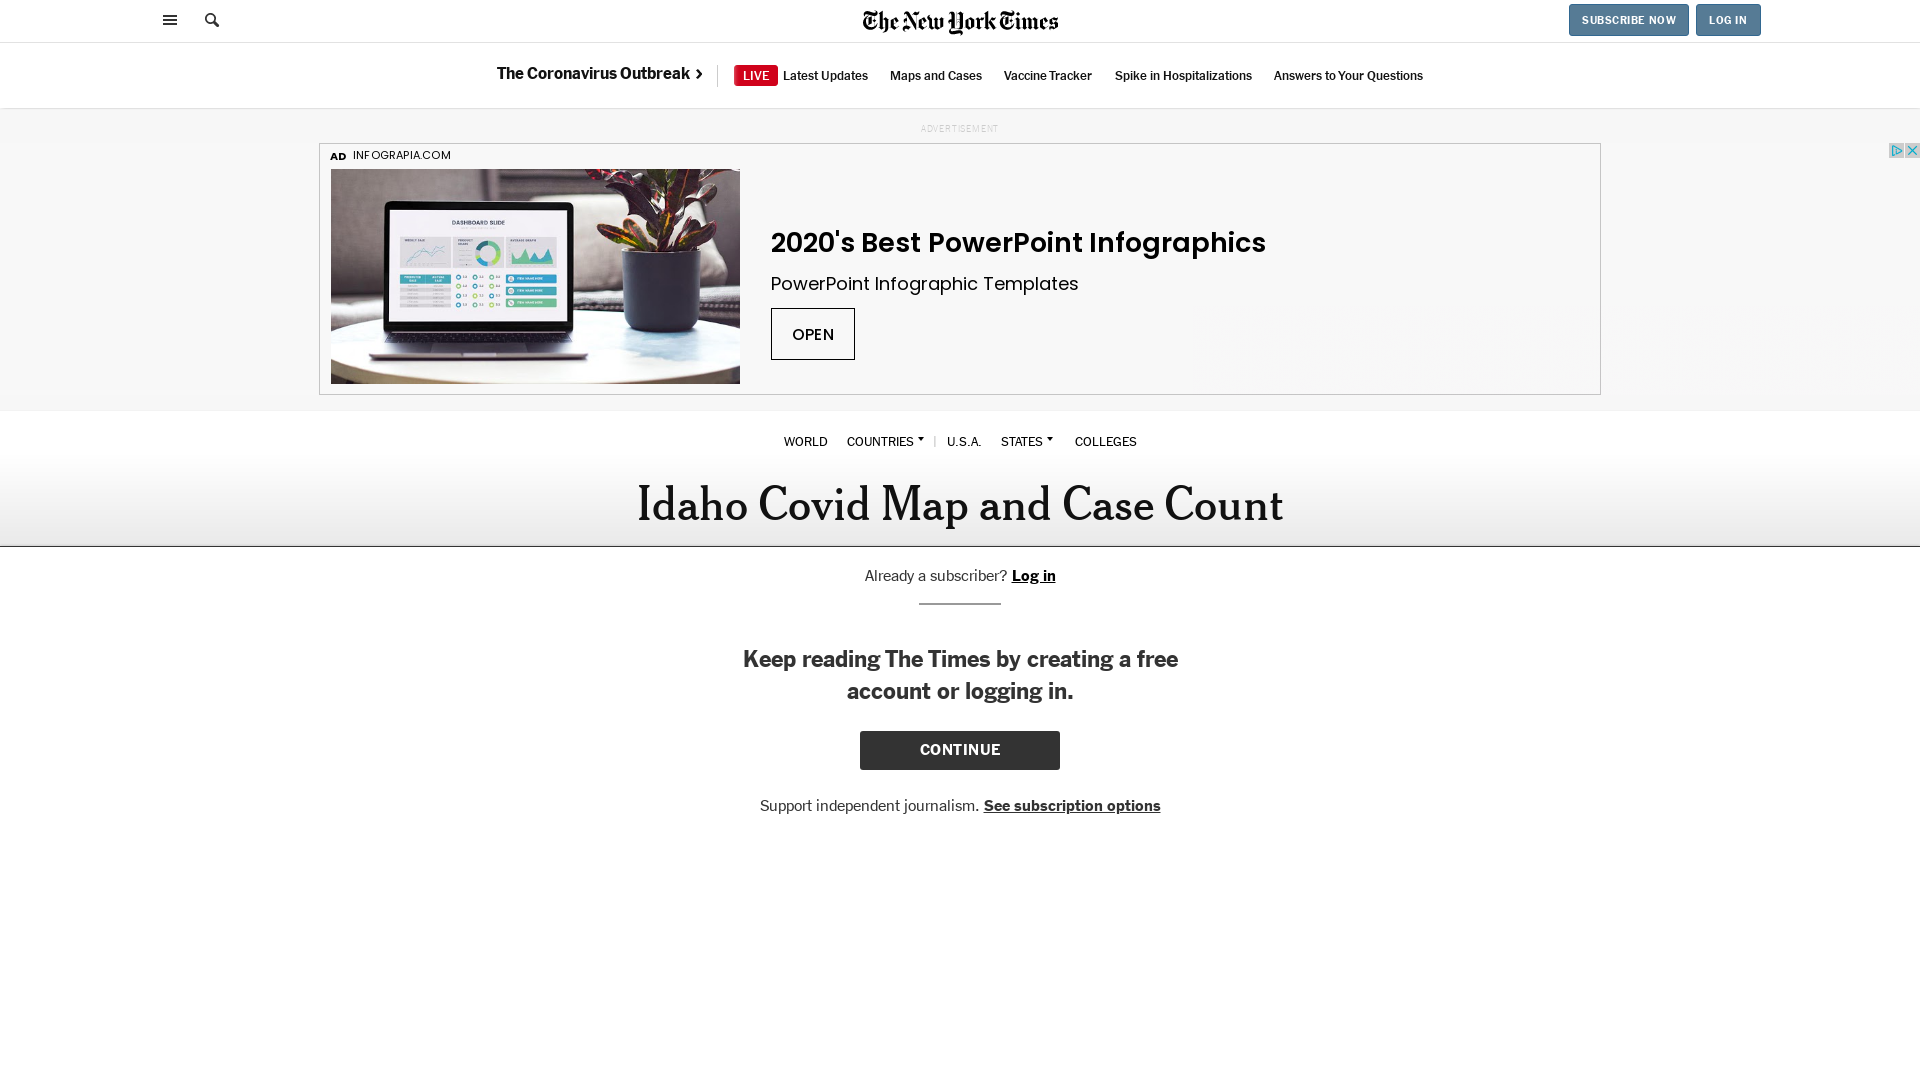 The New York Times
SUBSCRIBE NOW
LOG IN
The Coronavirus Outbreak
LIVE Latest Updates
Maps and Cases
Vaccine Tracker
Spike in Hospitalizations
Answers to Your Questions
ADVERTISEMENT
AD INFOGRAPIA.COM
DASHBOARD SLIDE
2020's Best PowerPoint Infographics
PowerPoint Infographic Templates
OPEN
WORLD
COUNTRIES
U.S.A.
STATES
COLLEGES
Idaho Covid Map and Case Count
Already a subscriber? Log in
Keep reading The Times by creating a free
account or logging in.
CONTINUE
Support independent journalism. See subscription options